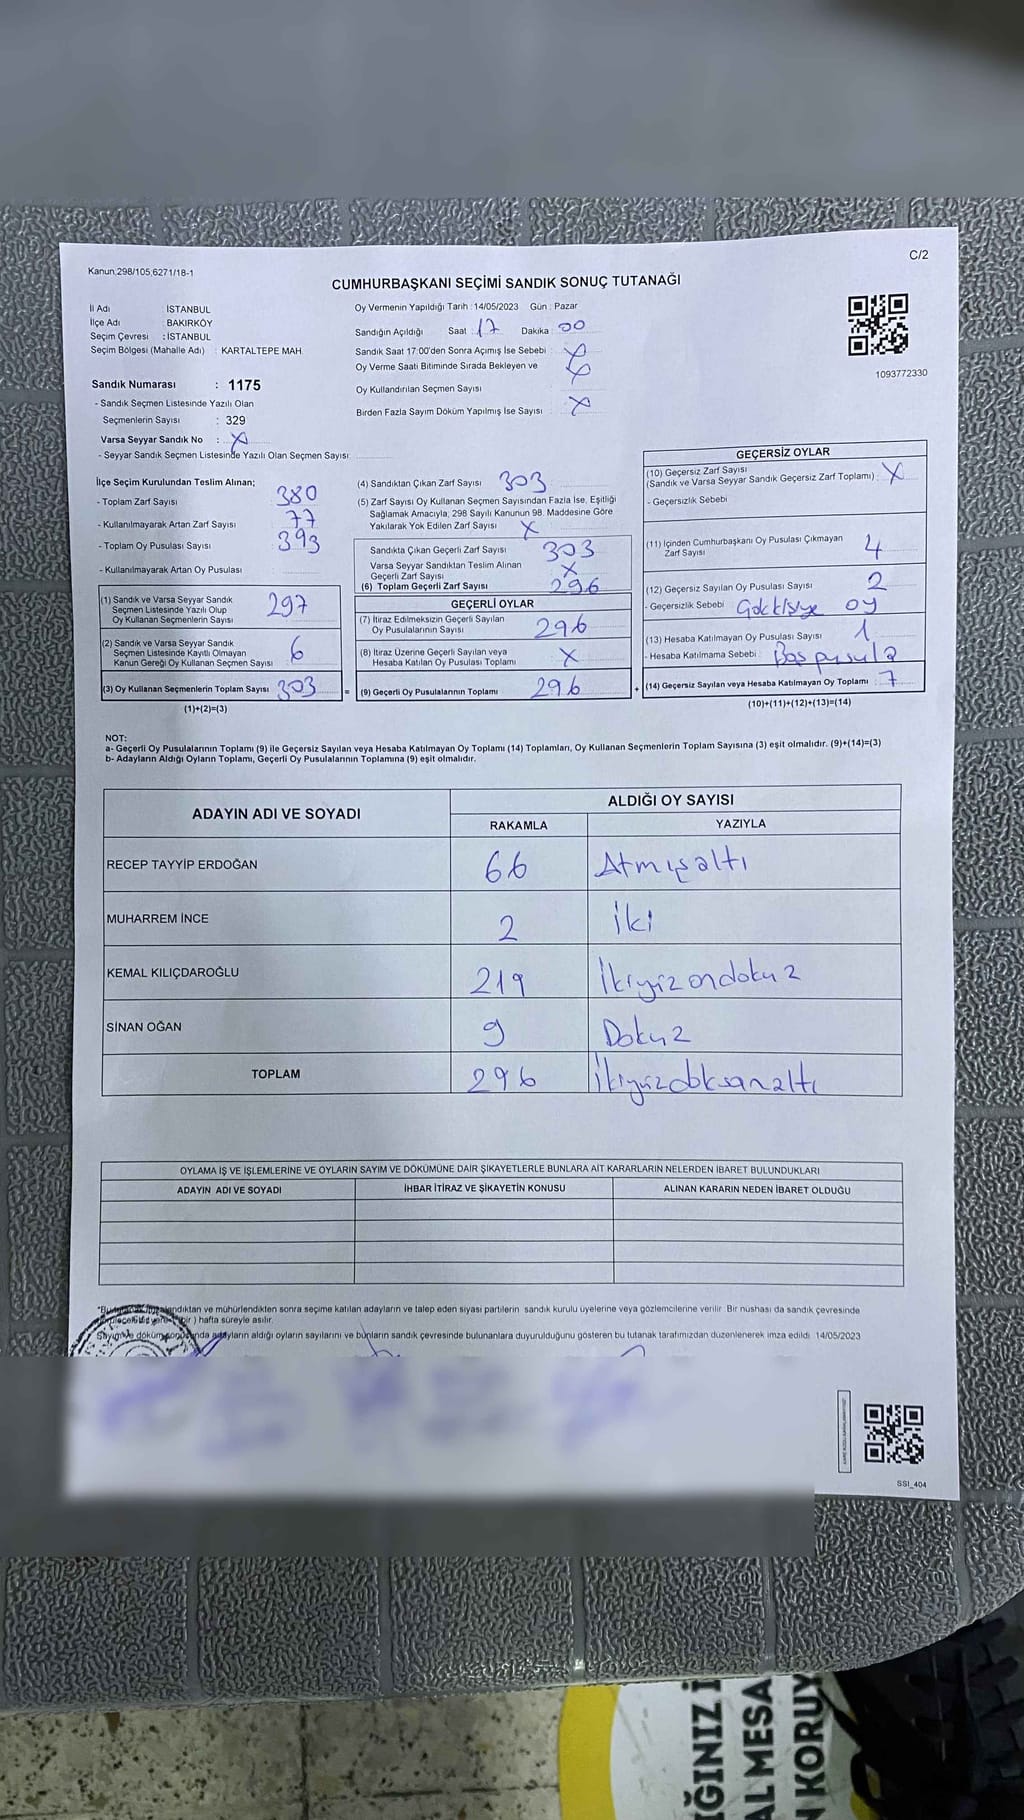 C/2
Kanun,298/105,6271/18-1
CUMHURBAŞKANI SEÇİMİ SANDIK SONUÇ TUTANAĞI
İl Adı : İSTANBUL
İlçe Adı : BAKIRKÖY
Seçim Çevresi : İSTANBUL
Seçim Bölgesi (Mahalle Adı) : KARTALTEPE MAH.
Sandık Numarası : 1175
- Sandık Seçmen Listesinde Yazılı Olan
Seçmenlerin Sayısı : 329
Varsa Seyyar Sandık No : X
- Seyyar Sandık Seçmen Listesinde Yazılı Olan Seçmen Sayısı:
Oy Vermenin Yapıldığı Tarih : 14/05/2023 Gün : Pazar
Sandığın Açıldığı Saat : 17 Dakika : 00
Sandık Saat 17:00'den Sonra Açımış İse Sebebi : X
Oy Verme Saati Bitiminde Sırada Bekleyen ve
Oy Kullandırılan Seçmen Sayısı : X
Birden Fazla Sayım Döküm Yapılmış İse Sayısı : X
1093772330
İlçe Seçim Kurulundan Teslim Alınan;
- Toplam Zarf Sayısı : 380
- Kullanılmayarak Artan Zarf Sayısı : 77
- Toplam Oy Pusulası Sayısı : 393
- Kullanılmayarak Artan Oy Pusulası :
(1) Sandık ve Varsa Seyyar Sandık
Seçmen Listesinde Yazılı Olup
Oy Kullanan Seçmenlerin Sayısı 297
(2) Sandık ve Varsa Seyyar Sandık
Seçmen Listesinde Kayıtlı Olmayan
Kanun Gereği Oy Kullanan Seçmen Sayısı 6
(3) Oy Kullanan Seçmenlerin Toplam Sayısı 303
(1)+(2)=(3)
=
(4) Sandıktan Çıkan Zarf Sayısı : 303
(5) Zarf Sayısı Oy Kullanan Seçmen Sayısından Fazla İse, Eşitliği
Sağlamak Amacıyla; 298 Sayılı Kanunun 98. Maddesine Göre
Yakılarak Yok Edilen Zarf Sayısı : X
Sandıkta Çıkan Geçerli Zarf Sayısı 303
Varsa Seyyar Sandıktan Teslim Alınan
Geçerli Zarf Sayısı X
(6) Toplam Geçerli Zarf Sayısı 296
GEÇERLİ OYLAR
(7) İtiraz Edilmeksizin Geçerli Sayılan
Oy Pusulalarının Sayısı 296
(8) İtiraz Üzerine Geçerli Sayılan veya
Hesaba Katılan Oy Pusulası Toplamı X
(9) Geçerli Oy Pusulalarının Toplamı 296
+
GEÇERSİZ OYLAR
(10) Geçersiz Zarf Sayısı
(Sandık ve Varsa Seyyar Sandık Geçersiz Zarf Toplamı) : X
- Geçersizlik Sebebi :
(11) İçinden Cumhurbaşkanı Oy Pusulası Çıkmayan
Zarf Sayısı 4
(12) Geçersiz Sayılan Oy Pusulası Sayısı : 2
- Geçersizlik Sebebi : oy
(13) Hesaba Katılmayan Oy Pusulası Sayısı : 1
- Hesaba Katılmama Sebebi : Boş pusula
(14) Geçersiz Sayılan veya Hesaba Katılmayan Oy Toplamı : 7
(10)+(11)+(12)+(13)=(14)
NOT:
a- Geçerli Oy Pusulalarının Toplamı (9) ile Geçersiz Sayılan veya Hesaba Katılmayan Oy Toplamı (14) Toplamları, Oy Kullanan Seçmenlerin Toplam Sayısına (3) eşit olmalıdır. (9)+(14)=(3)
b- Adayların Aldığı Oyların Toplamı, Geçerli Oy Pusulalarının Toplamına (9) eşit olmalıdır.
ADAYIN ADI VE SOYADI ALDIĞI OY SAYISI
RAKAMLA YAZIYLA
RECEP TAYYİP ERDOĞAN 66 Atmışaltı
MUHARREM İNCE 2 İki
KEMAL KILIÇDAROĞLU 219 İkiyüzondokuz
SİNAN OĞAN 9 Dokuz
TOPLAM 296 İkiyüzdoksanaltı
OYLAMA İŞ VE İŞLEMLERİNE VE OYLARIN SAYIM VE DÖKÜMÜNE DAİR ŞİKAYETLERLE BUNLARA AİT KARARLARIN NELERDEN İBARET BULUNDUKLARI
ADAYIN ADI VE SOYADI İHBAR İTİRAZ VE ŞİKAYETİN KONUSU ALINAN KARARIN NEDEN İBARET OLDUĞU
ve mühürlendikten sonra seçime katılan adayların ve talep eden siyasi partilerin sandık kurulu üyelerine veya gözlemcilerine verilir. Bir nüshası da sandık çevresinde
hafta süreyle asılır.
Sayım ve döküm sonucunda adayların aldığı oyların sayılarını ve bunların sandık çevresinde bulunanlara duyurulduğunu gösteren bu tutanak tarafımızdan düzenlenerek imza edildi. 14/05/2023
SSI_404
ĞINIZ İ
ALMESA
KORUY